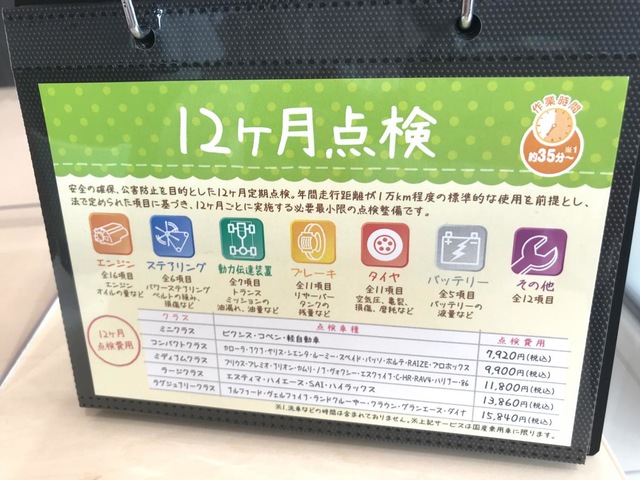 12ヶ月点検
作業時間
約35分~※1
安全の確保、公害防止を目的とした12ヶ月定期点検。年間走行距離が1万km程度の標準的な使用を前提とし、
法で定められた項目に基づき、12ヶ月ごとに実施する必要最小限の点検整備です。
エンジン
全16項目
エンジン
オイルの量など
ステアリング
全6項目
パワーステアリング
ベルトの緩み、
損傷など
動力伝達装置
全9項目
トランス
ミッションの
油漏れ、油量など
ブレーキ
全11項目
リヤサーバー
タンクの
残量など
タイヤ
全11項目
空気圧、亀裂、
損傷、摩耗など
バッテリー
全5項目
バッテリーの
液量など
その他
全12項目
12ヶ月
点検費用
クラス 点検車種 点検費用
ミニクラス ピクシス・コペン・軽自動車 7,920円(税込)
コンパクトクラス カローラ・アクア・ヤリス・シエンタ・ルーミー・スペイド・パッソ・ポルテ・RAIZE・プロボックス 9,900円(税込)
ミディアムクラス プリウス・プレミオ・アリオン・カムリ・ノア・ヴォクシー・エスクァイア・C-HR・RAV4・ハリアー・86 11,800円(税込)
ラージクラス エスティマ・ハイエース・SAI・ハイラックス 13,860円(税込)
ラグジュアリークラス アルファード・ヴェルファイア・ランドクルーザー・クラウン・グランエース・ダイナ 15,840円(税込)
※1.洗車などの時間は含まれておりません。※上記サービスは国産乗用車に限ります。